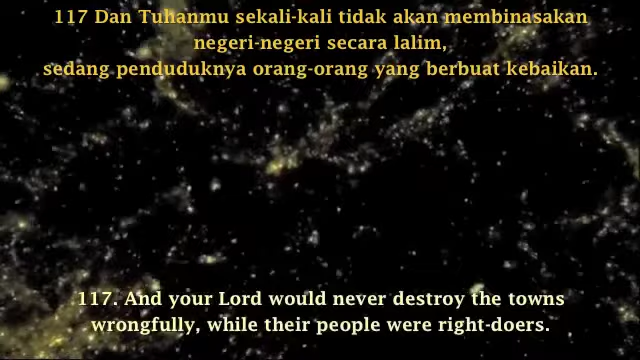 117 Dan Tuhanmu sekali-kali tidak akan membinasakan
negeri-negeri secara lalim,
sedang penduduknya orang-orang yang berbuat kebaikan.
117. And your Lord would never destroy the towns
wrongfully, while their people were right-doers.